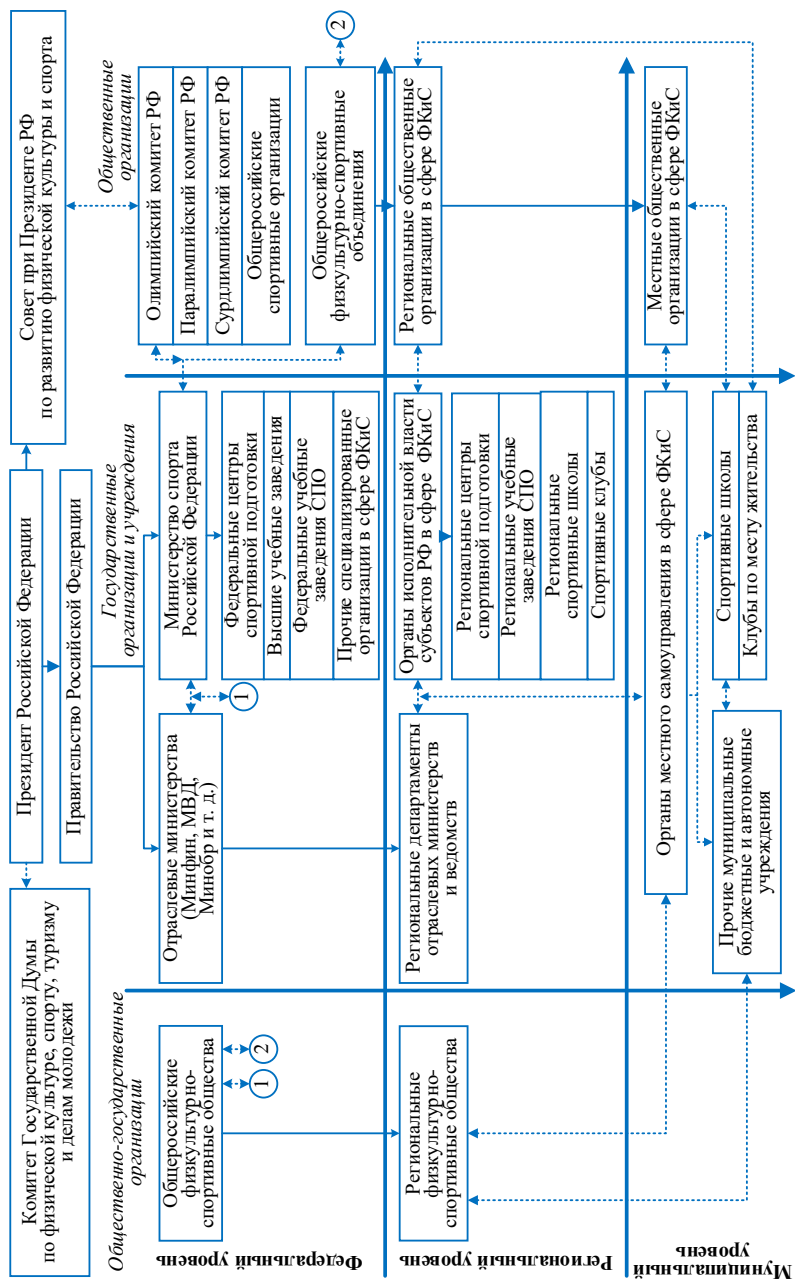 Комитет Государственной Думы
по физической культуре, спорту, туризму
и делам молодежи
Президент Российской Федерации
Правительство Российской Федерации
Совет при Президенте РФ
по развитию физической культуры и спорта
Общественно-государственные
организации
Государственные
организации и учреждения
Общественные
организации
Федеральный уровень
Общероссийские
физкультурно-
спортивные общества
1
2
Отраслевые министерства
(Минфин, МВД,
Минобр и т. д.)
1
Министерство спорта
Российской Федерации
Федеральные центры
спортивной подготовки
Высшие учебные заведения
Федеральные учебные
заведения СПО
Прочие специализированные
организации в сфере ФКиС
Олимпийский комитет РФ
Паралимпийский комитет РФ
Сурдлимпийский комитет РФ
Общероссийские
спортивные организации
Общероссийские
физкультурно-спортивные
объединения
2
Региональный уровень
Региональные
физкультурно-
спортивные общества
Региональные департаменты
отраслевых министерств
и ведомств
Органы исполнительной власти
субъектов РФ в сфере ФКиС
Региональные центры
спортивной подготовки
Региональные учебные
заведения СПО
Региональные
спортивные школы
Спортивные клубы
Региональные общественные
организации в сфере ФКиС
Муниципальный
уровень
Органы местного самоуправления в сфере ФКиС
Прочие муниципальные
бюджетные и автономные
учреждения
Спортивные школы
Клубы по месту жительства
Местные общественные
организации в сфере ФКиС